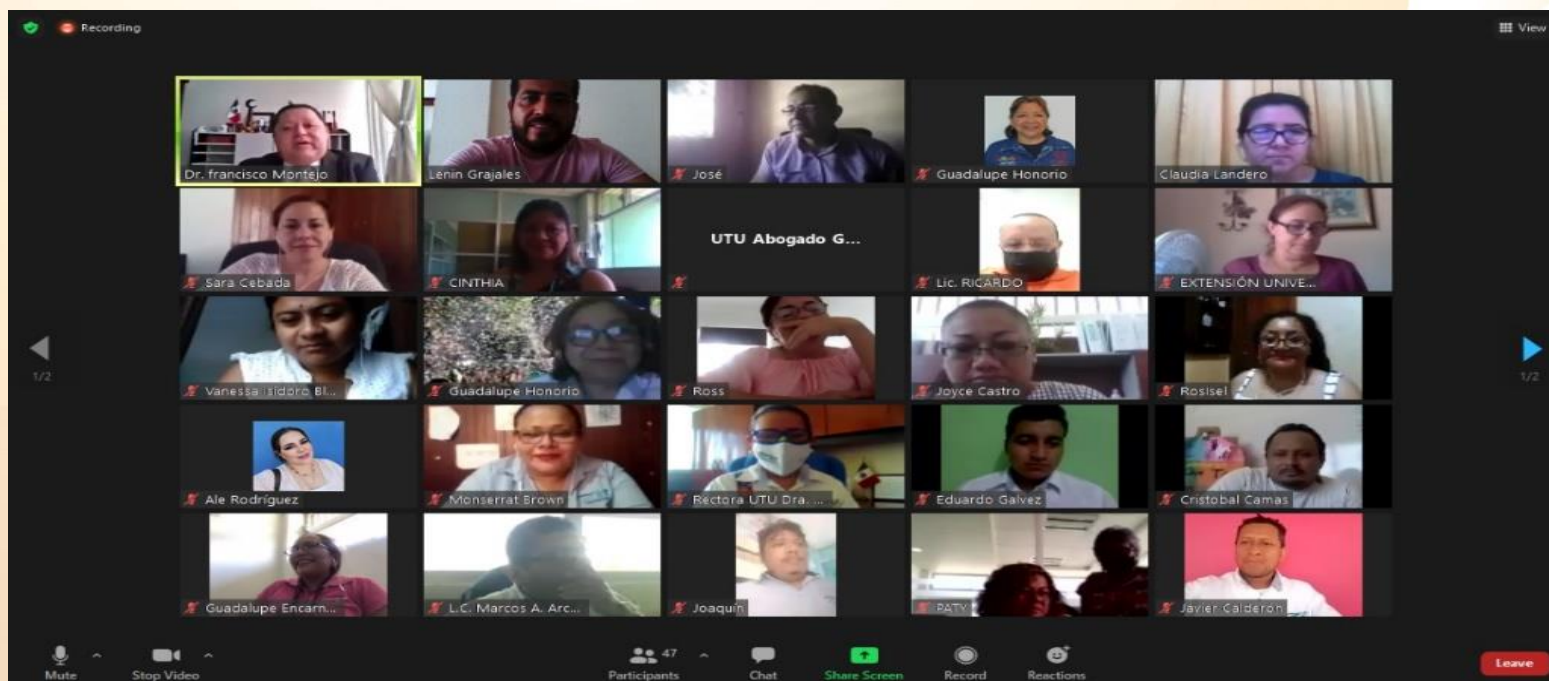 Recording
View
Dr. francisco Montejo
Lenin Grajales
José
Guadalupe Honorio
Claudia Landero
Sara Cebada
CINTHIA
UTU Abogado G...
Lic. RICARDO
EXTENSIÓN UNIVE...
Vanessa Isidoro Bl...
Guadalupe Honorio
Ross
Joyce Castro
Rosisel
Ale Rodríguez
Monserrat Brown
Rectora UTU Dra. ...
Eduardo Galvez
Cristobal Camas
Guadalupe Encarn...
L.C. Marcos A. Arc...
Joaquín
PATY
Javier Calderón
1/2
1/2
47
Mute
Stop Video
Participants
Chat
Share Screen
Record
Reactions
Leave